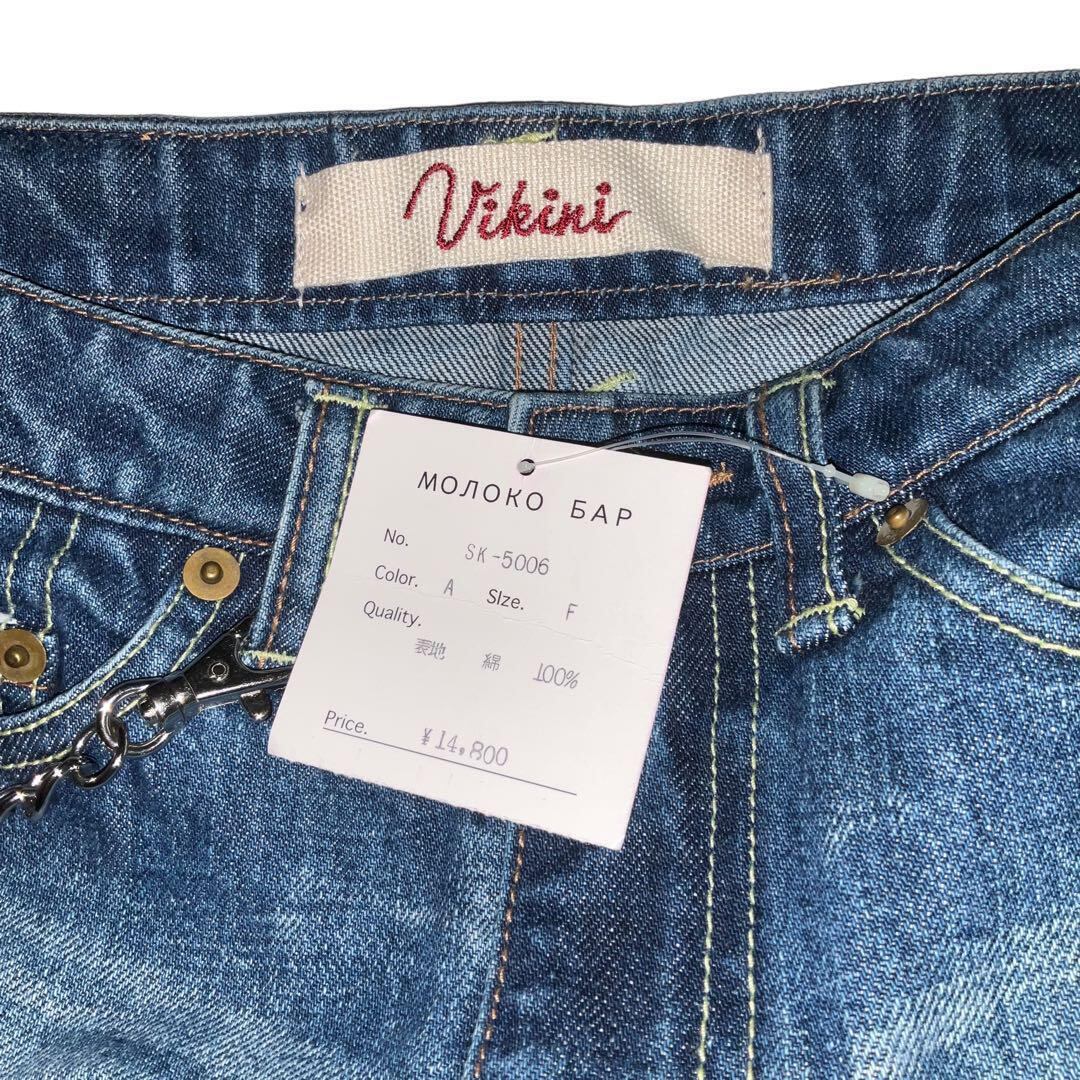 Vikini
МОЛОКО БАР
No. SK-5006
Color. A SIze. F
Quality.
表地 綿 100%
Price. ¥14,800